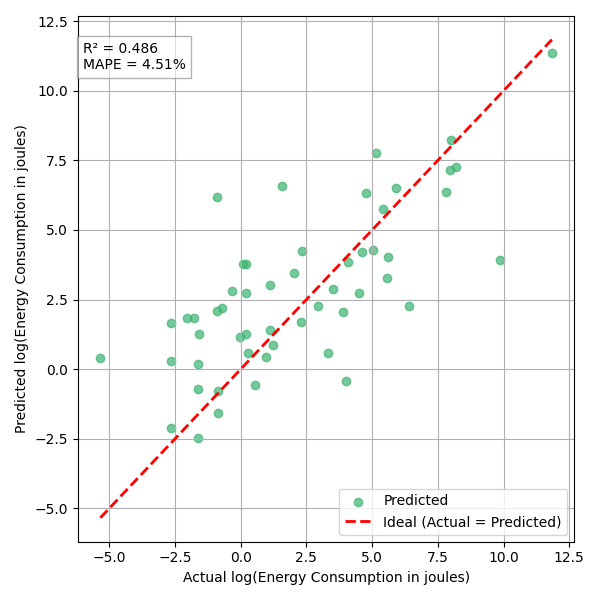 R² = 0.486
MAPE = 4.51%
12.5
10.0
7.5
5.0
2.5
0.0
−2.5
−5.0
Predicted log(Energy Consumption in joules)
Predicted
Ideal (Actual = Predicted)
−5.0 −2.5 0.0 2.5 5.0 7.5 10.0 12.5
Actual log(Energy Consumption in joules)